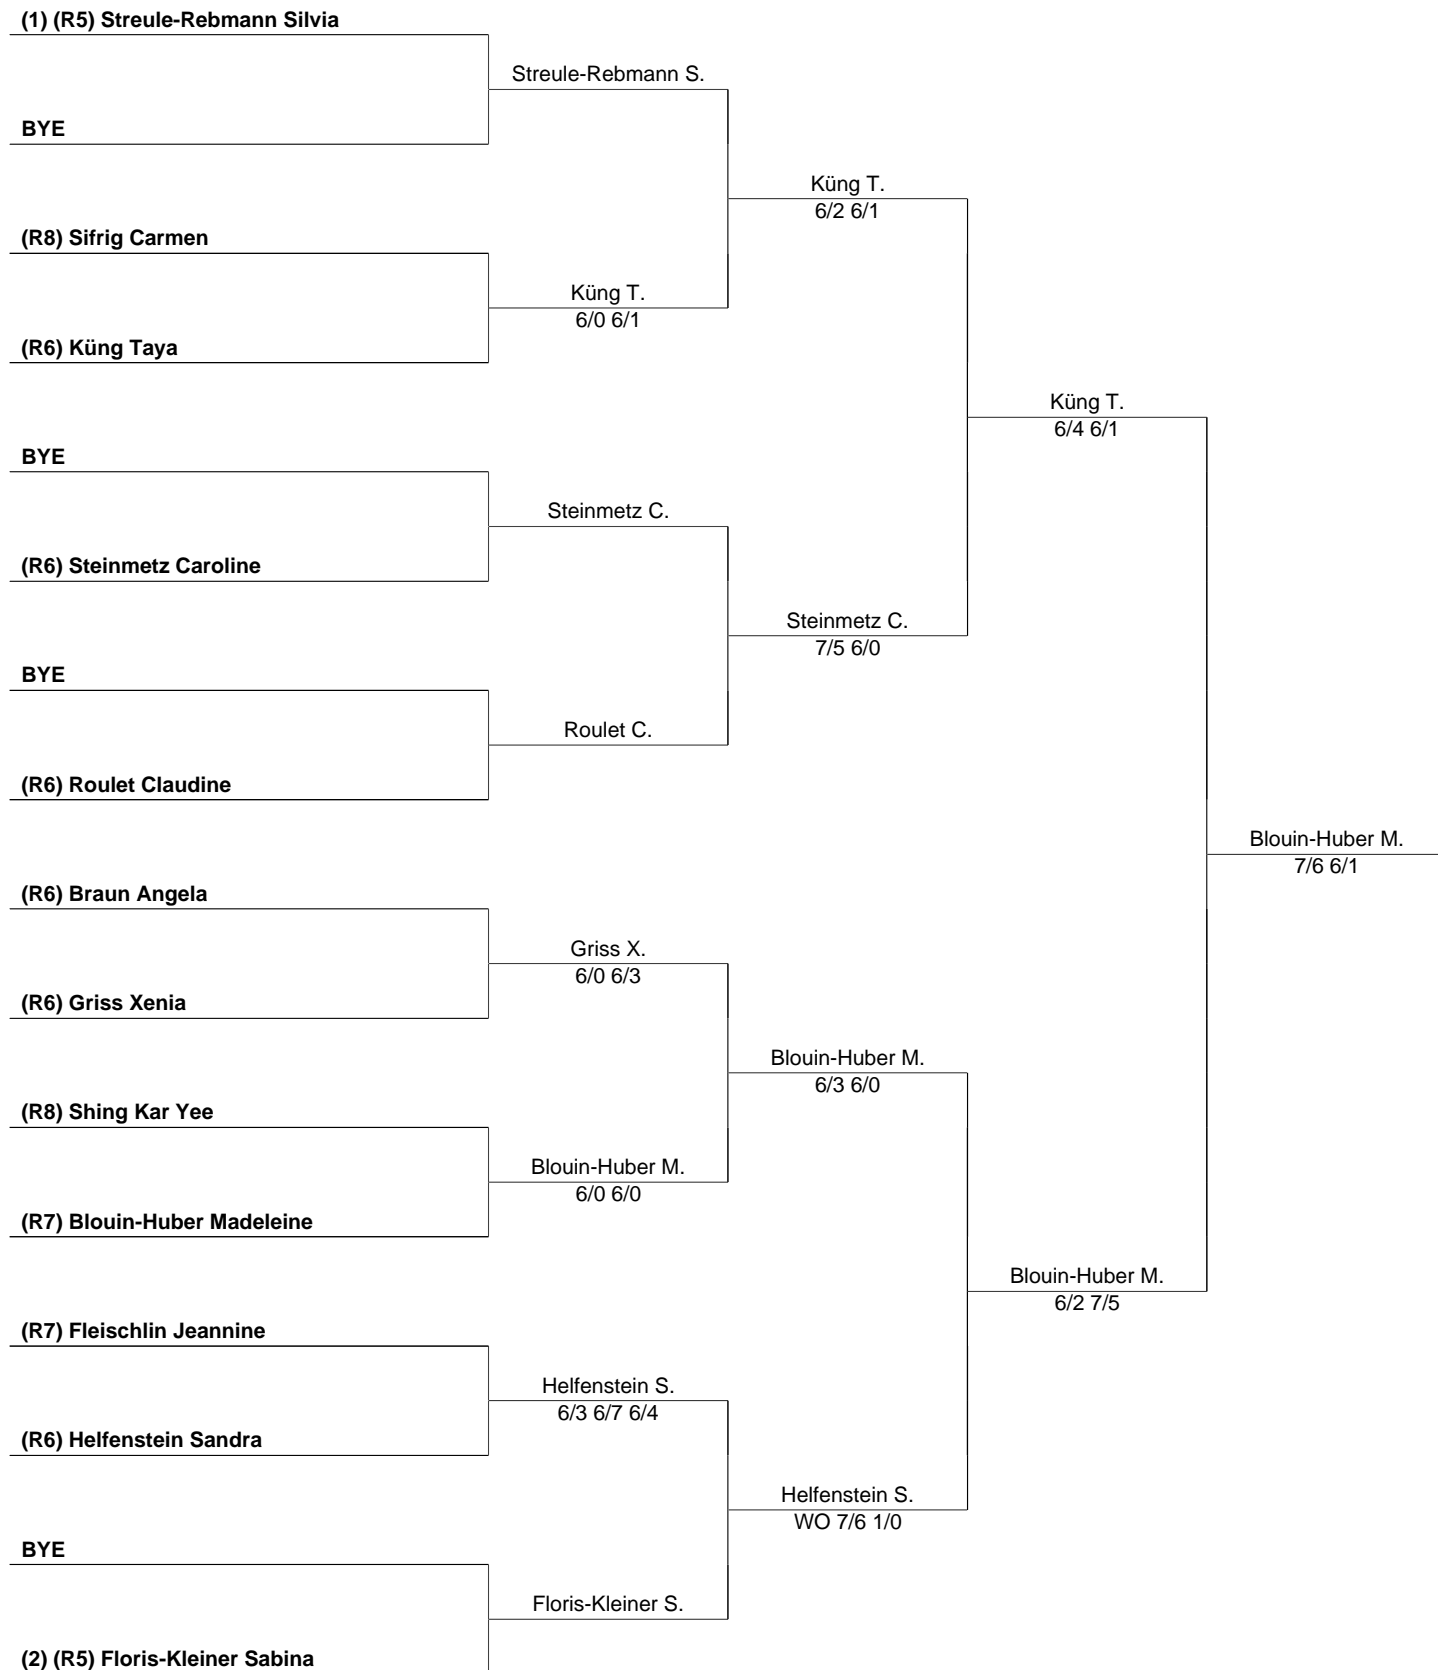 (1) (R5) Streule-Rebmann Silvia
Streule-Rebmann S.
BYE
Küng T.
6/2 6/1
(R8) Sifrig Carmen
Küng T.
6/0 6/1
(R6) Küng Taya
Küng T.
6/4 6/1
BYE
Steinmetz C.
(R6) Steinmetz Caroline
Steinmetz C.
7/5 6/0
BYE
Roulet C.
(R6) Roulet Claudine
Blouin-Huber M.
7/6 6/1
(R6) Braun Angela
Griss X.
6/0 6/3
(R6) Griss Xenia
Blouin-Huber M.
6/3 6/0
(R8) Shing Kar Yee
Blouin-Huber M.
6/0 6/0
(R7) Blouin-Huber Madeleine
Blouin-Huber M.
6/2 7/5
(R7) Fleischlin Jeannine
Helfenstein S.
6/3 6/7 6/4
(R6) Helfenstein Sandra
Helfenstein S.
WO 7/6 1/0
BYE
Floris-Kleiner S.
(2) (R5) Floris-Kleiner Sabina